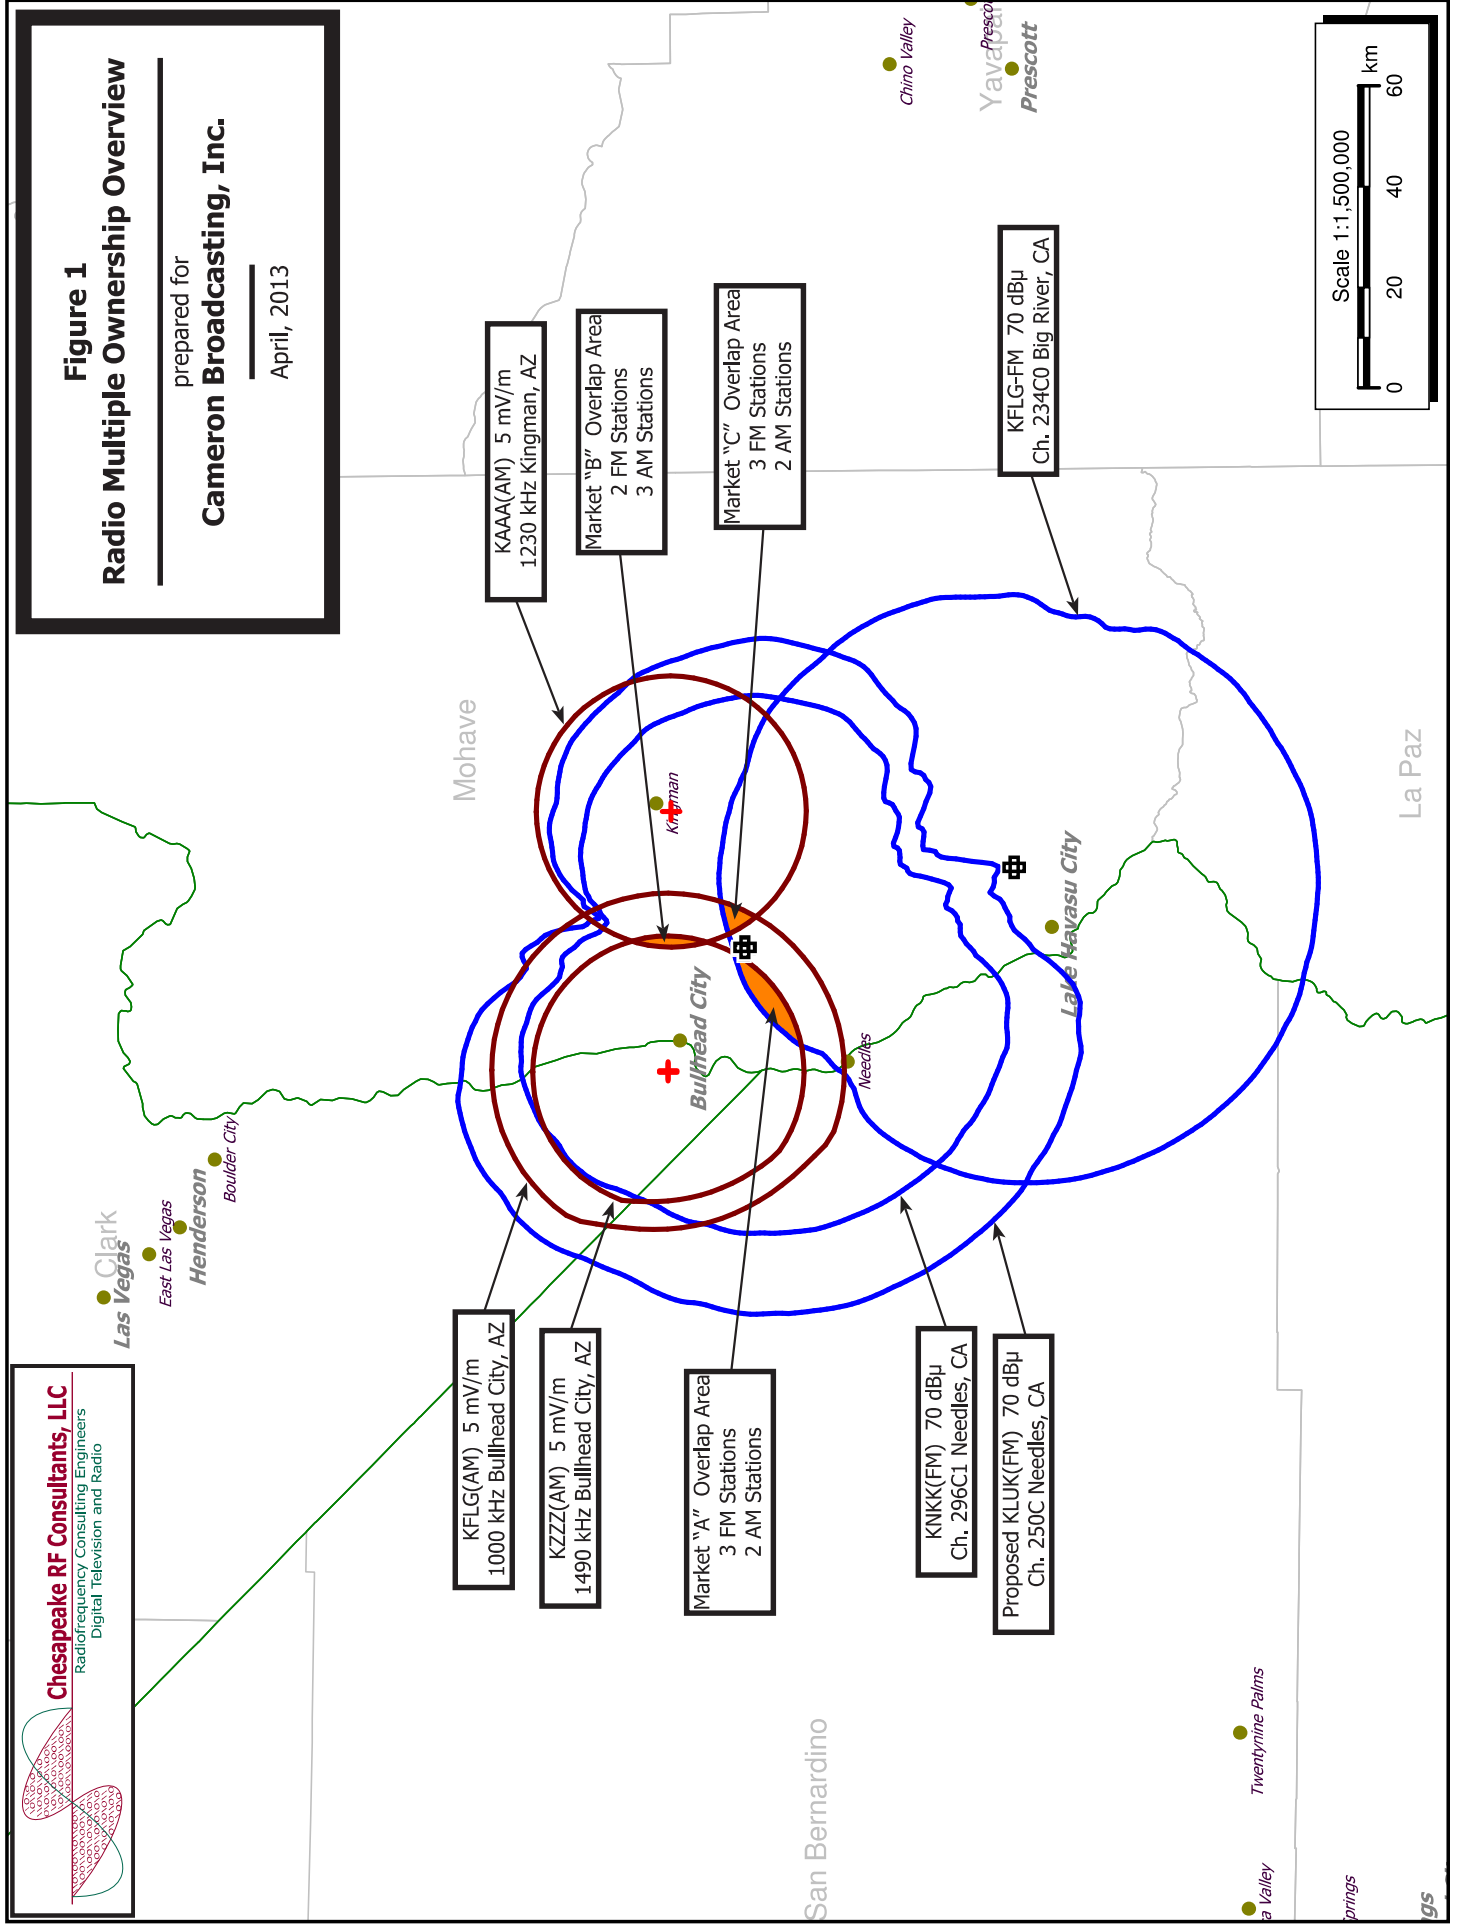 Chesapeake RF Consultants, LLC
Radiofrequency Consulting Engineers
Digital Television and Radio
Figure 1
Radio Multiple Ownership Overview
prepared for
Cameron Broadcasting, Inc.
April, 2013
Clark
Las Vegas
East Las Vegas
Henderson
Boulder City
Mohave
KFLG(AM) 5 mV/m
1000 kHz Bullhead City, AZ
KZZZ(AM) 5 mV/m
1490 kHz Bullhead City, AZ
KAAA(AM) 5 mV/m
1230 kHz Kingman, AZ
Market "B" Overlap Area
2 FM Stations
3 AM Stations
Market "A" Overlap Area
3 FM Stations
2 AM Stations
Market "C" Overlap Area
3 FM Stations
2 AM Stations
Kingman
Bullhead City
Needles
San Bernardino
KNKK(FM) 70 dBµ
Ch. 296C1 Needles, CA
Proposed KLUK(FM) 70 dBµ
Ch. 250C Needles, CA
KFLG-FM 70 dBµ
Ch. 234C0 Big River, CA
Lake Havasu City
Chino Valley
Presco
Yavapai
Prescott
La Paz
Twentynine Palms
a Valley
prings
gs
Scale 1:1,500,000
0 20 40 60
km